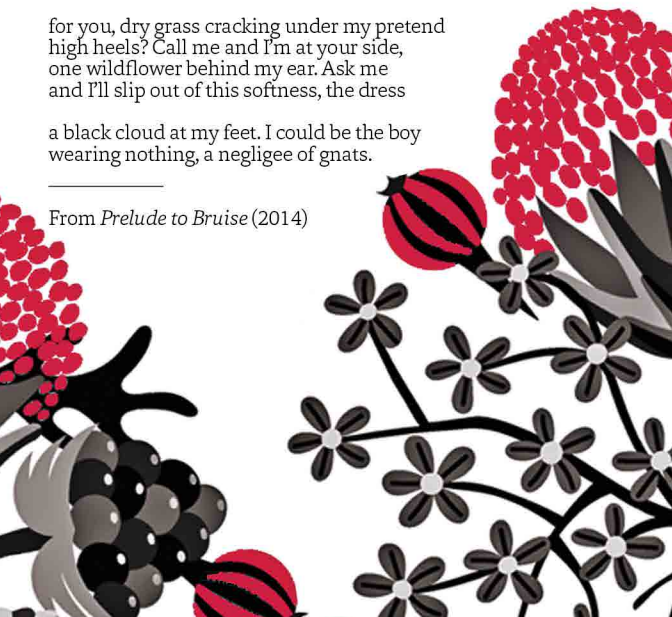 for you, dry grass cracking under my pretend
high heels? Call me and I’m at your side,
one wildflower behind my ear. Ask me
and I’ll slip out of this softness, the dress
a black cloud at my feet. I could be the boy
wearing nothing, a negligee of gnats.
From Prelude to Bruise (2014)